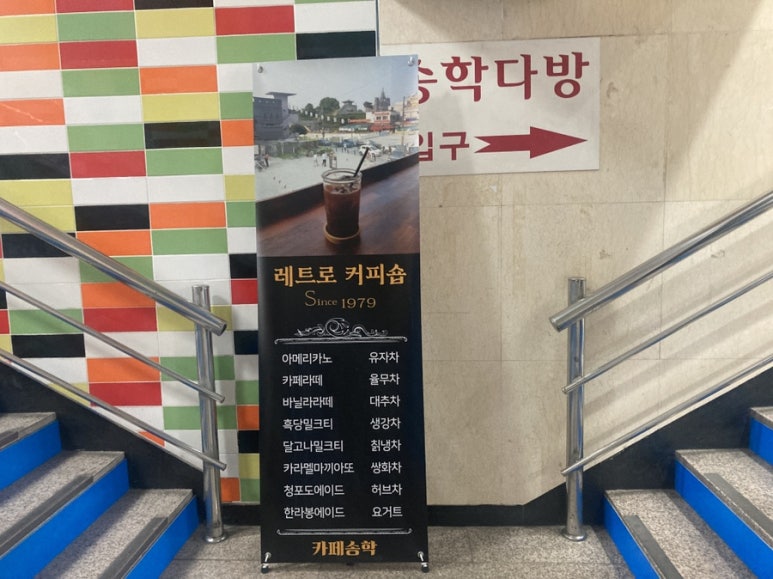 송학다방
입구
레트로 커피숍
Since 1979
아메리카노 유자차
카페라떼 율무차
바닐라라떼 대추차
흑당밀크티 생강차
달고나밀크티 칡냉차
카라멜마끼아또 쌍화차
청포도에이드 허브차
한라봉에이드 요거트
카페송학